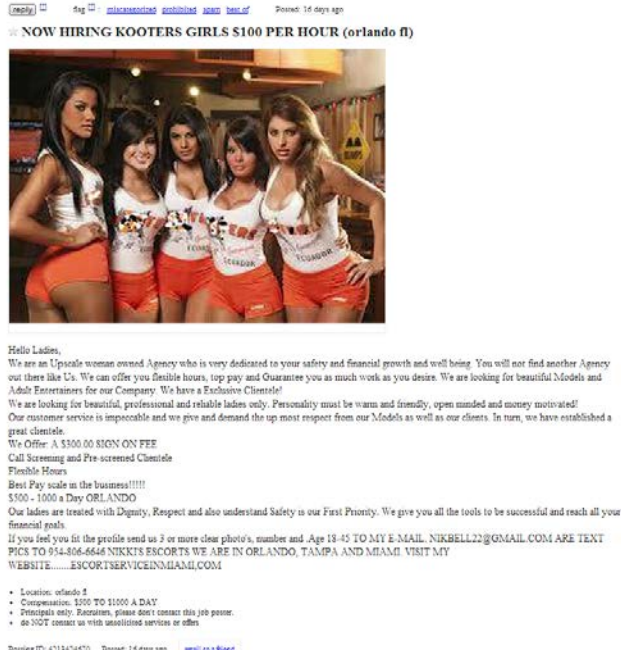 reply flag : miscategorized prohibited spam best of Posted: 16 days ago
NOW HIRING KOOTERS GIRLS $100 PER HOUR (orlando fl)
BUMPS
ECUADOR
ECUADOR
Hello Ladies,
We are an Upscale woman owned Agency who is very dedicated to your safety and financial growth and well being. You will not find another Agency
out there like Us. We can offer you flexible hours, top pay and Guarantee you as much work as you desire. We are looking for beautiful Models and
Adult Entertainers for our Company. We have a Exclusive Clientele!
We are looking for beautiful, professional and reliable ladies only. Personality must be warm and friendly, open minded and money motivated!
Our customer service is impeccable and we give and demand the up most respect from our Models as well as our clients. In turn, we have established a
great clientele.
We Offer: A $300.00 SIGN ON FEE
Call Screening and Pre-screened Clientele
Flexible Hours
Best Pay scale in the business!!!!!
$500 - 1000 a Day ORLANDO
Our ladies are treated with Dignity, Respect and also understand Safety is our First Priority. We give you all the tools to be successful and reach all your
financial goals.
If you feel you fit the profile send us 3 or more clear photo's, number and .Age 18-45 TO MY E-MAIL. NIKBELL22@GMAIL.COM ARE TEXT
PICS TO 954-806-6646 NIKKI'S ESCORTS WE ARE IN ORLANDO, TAMPA AND MIAMI. VISIT MY
WEBSITE.......ESCORTSERVICEINMIAMI,COM
Location: orlando fl
Compensation: $500 TO $1000 A DAY
Principals only. Recruiters, please don't contact this job poster.
do NOT contact us with unsolicited services or offers
Posting ID: 4213424670 Posted: 16 days ago email to a friend